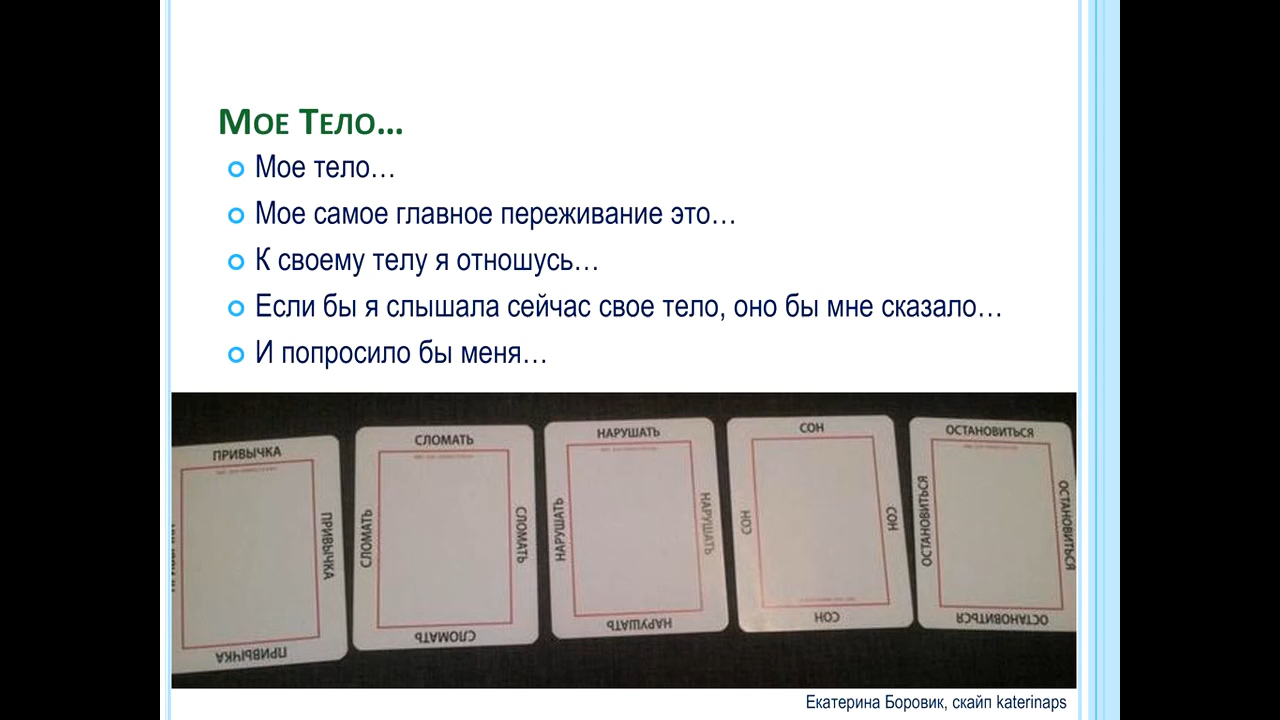 Мое Тело...
Мое тело…
Мое самое главное переживание это…
К своему телу я отношусь…
Если бы я слышала сейчас свое тело, оно бы мне сказало…
И попросило бы меня…
ПРИВЫЧКА
ПРИВЫЧКА
ПРИВЫЧКА
СЛОМАТЬ
СЛОМАТЬ
СЛОМАТЬ
СЛОМАТЬ
НАРУШАТЬ
НАРУШАТЬ
НАРУШАТЬ
НАРУШАТЬ
СОН
СОН
СОН
СОН
ОСТАНОВИТЬСЯ
ОСТАНОВИТЬСЯ
ОСТАНОВИТЬСЯ
ОСТАНОВИТЬСЯ
Екатерина Боровик, скайп katerinaps